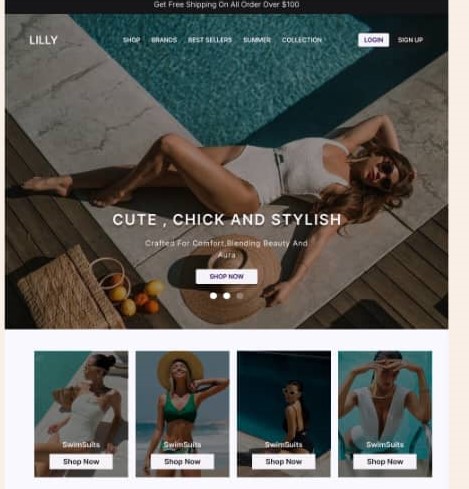 Get Free Shipping On All Order Over $100
LILLY SHOP BRANDS BEST SELLERS SUMMER COLLECTION LOGIN SIGN UP
CUTE , CHICK AND STYLISH
Crafted For Comfort,Blending Beauty And
Aura
SHOP NOW
SwimSuits SwimSuits SwimSuits SwimSuits
Shop Now Shop Now Shop Now Shop Now